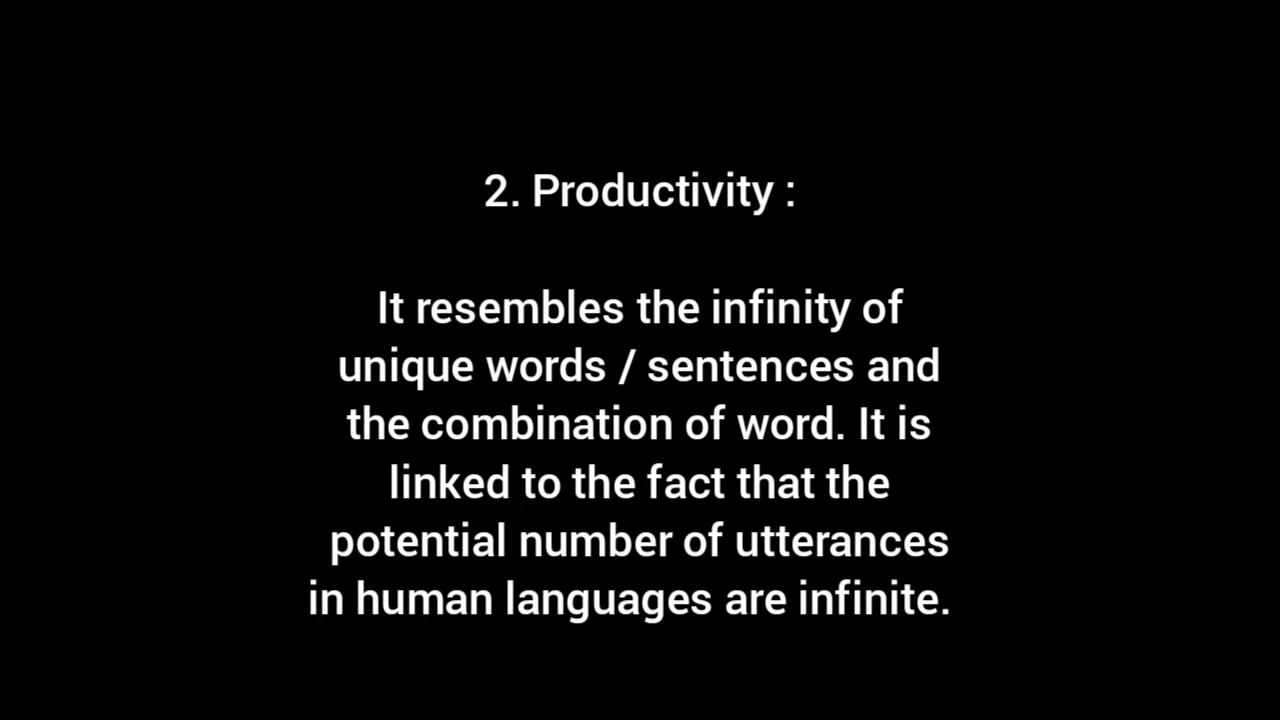 2. Productivity :
It resembles the infinity of
unique words / sentences and
the combination of word. It is
linked to the fact that the
potential number of utterances
in human languages are infinite.